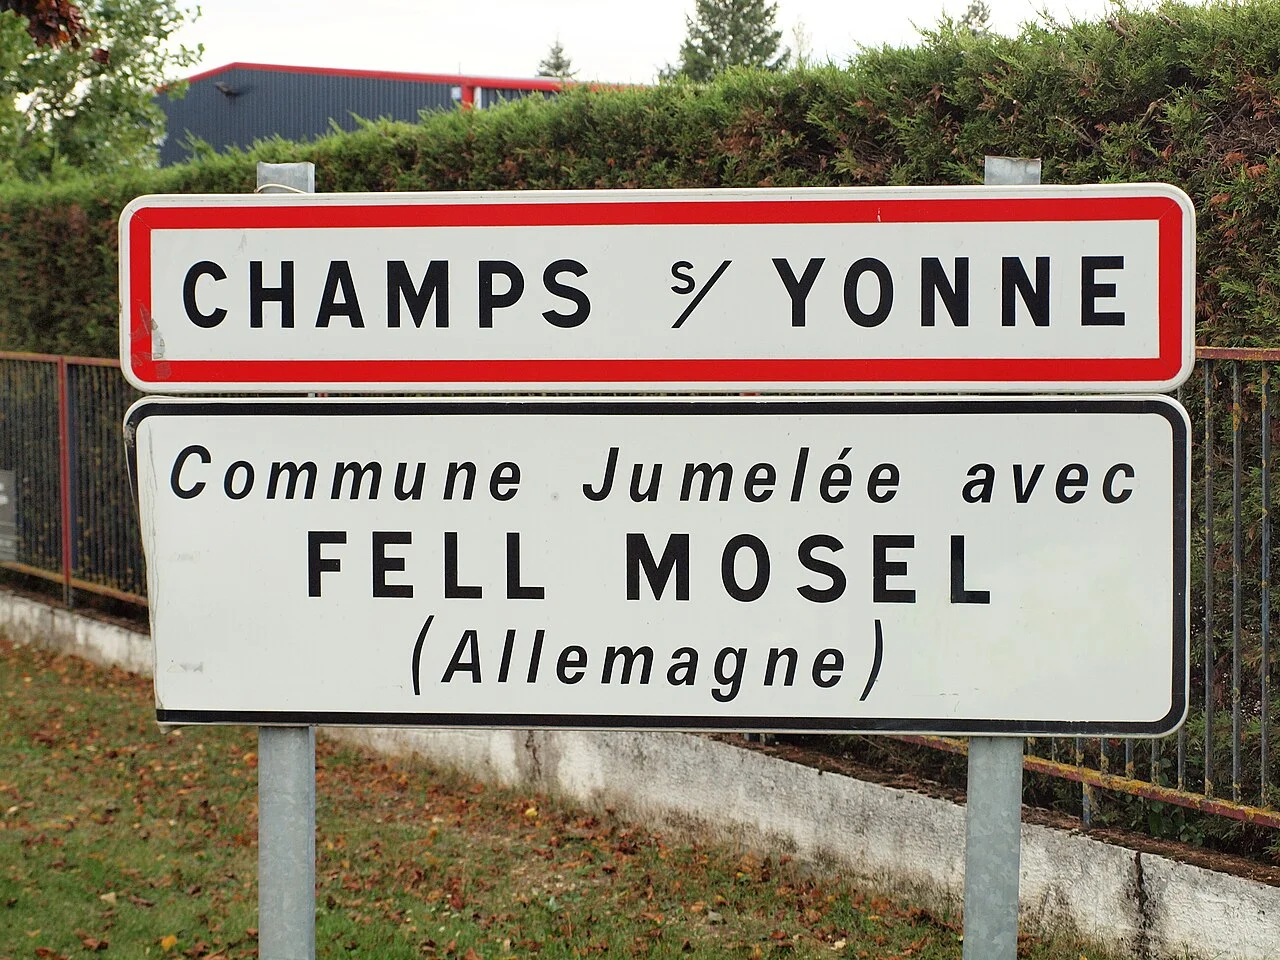 CHAMPS s/ YONNE
Commune Jumelée avec
FELL MOSEL
(Allemagne)